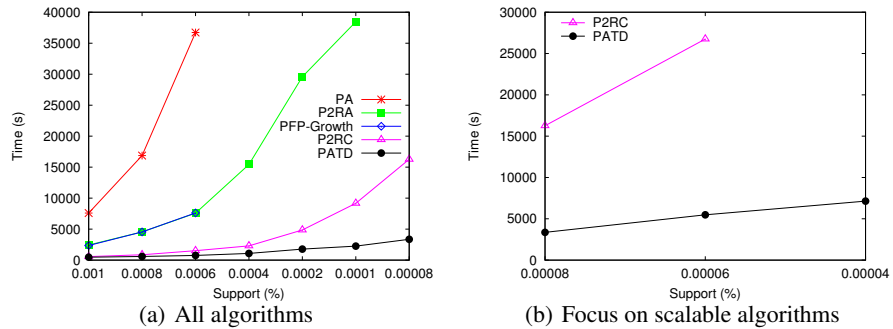 40000
35000
30000
25000
20000
15000
10000
5000
0
Time (s)
PA
P2RA
PFP-Growth
P2RC
PATD
0.001 0.0008 0.0006 0.0004 0.0002 0.0001 0.00008
Support (%)
(a) All algorithms
30000
25000
20000
15000
10000
5000
0
Time (s)
P2RC
PATD
0.00008 0.00006 0.00004
Support (%)
(b) Focus on scalable algorithms